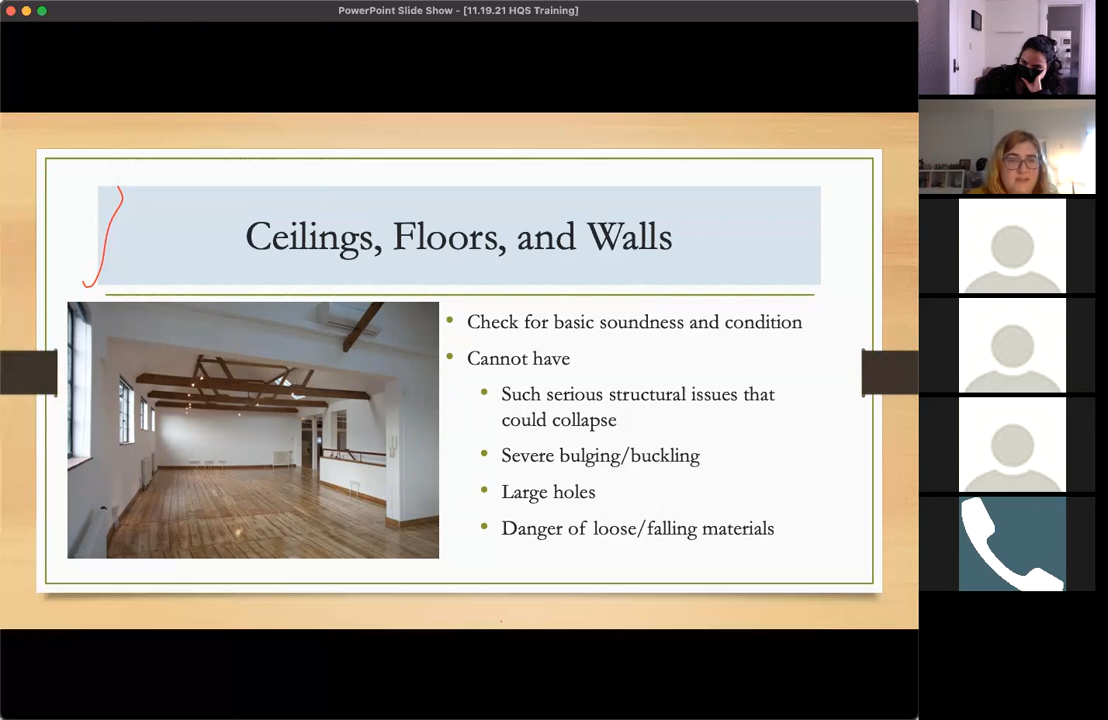 PowerPoint Slide Show - [11.19.21 HQS Training]
Ceilings, Floors, and Walls
• Check for basic soundness and condition
• Cannot have
• Such serious structural issues that
could collapse
• Severe bulging/buckling
• Large holes
• Danger of loose/falling materials